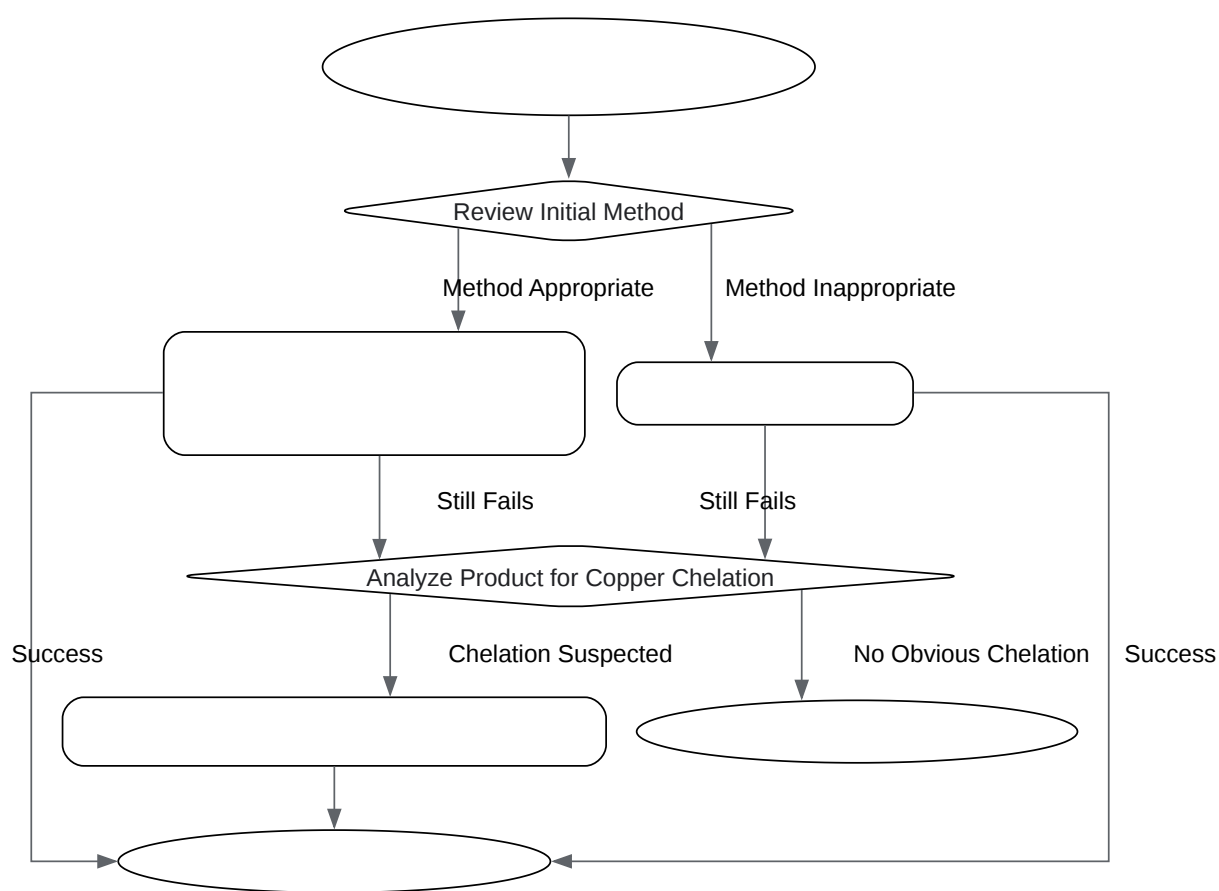 Review Initial Method
Method Appropriate
Method Inappropriate
Still Fails
Still Fails
Analyze Product for Copper Chelation
Success
Chelation Suspected
No Obvious Chelation
Success